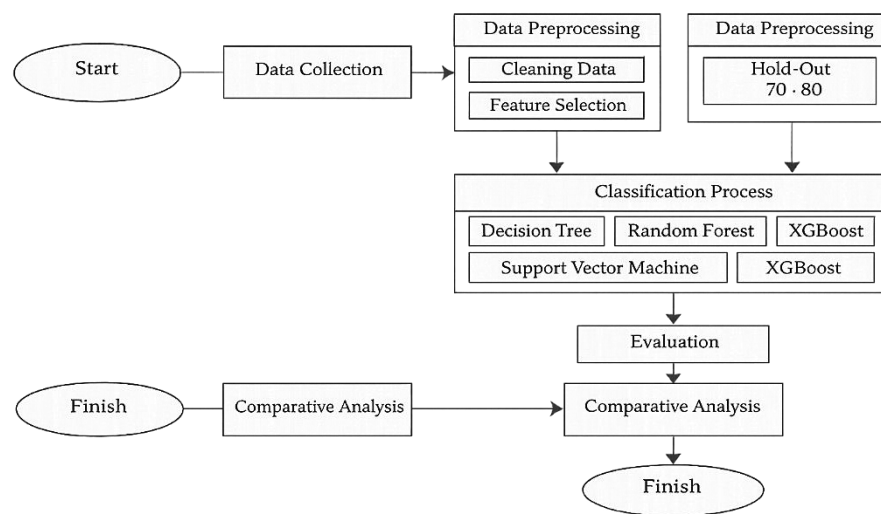 Start
Data Collection
Data Preprocessing
Cleaning Data
Feature Selection
Data Preprocessing
Hold-Out
70 · 80
Classification Process
Decision Tree
Random Forest
XGBoost
Support Vector Machine
XGBoost
Evaluation
Finish
Comparative Analysis
Comparative Analysis
Finish